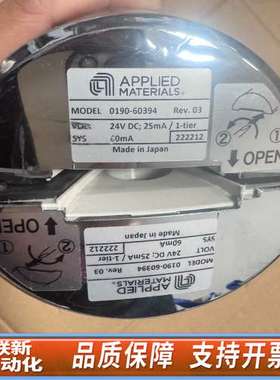 APPLIED
MATERIALS®
MODEL 0190-60394 Rev. 03
VOLT 24V DC; 25mA / 1-tier
SYS 60mA 222212
Made in Japan
OPEN
OPEN
APPLIED
MATERIALS®
MODEL 0190-60394 Rev. 03
VOLT 24V DC; 25mA / 1-tier
SYS 60mA 222212
Made in Japan
联新
自动化
品质保障 支持开票